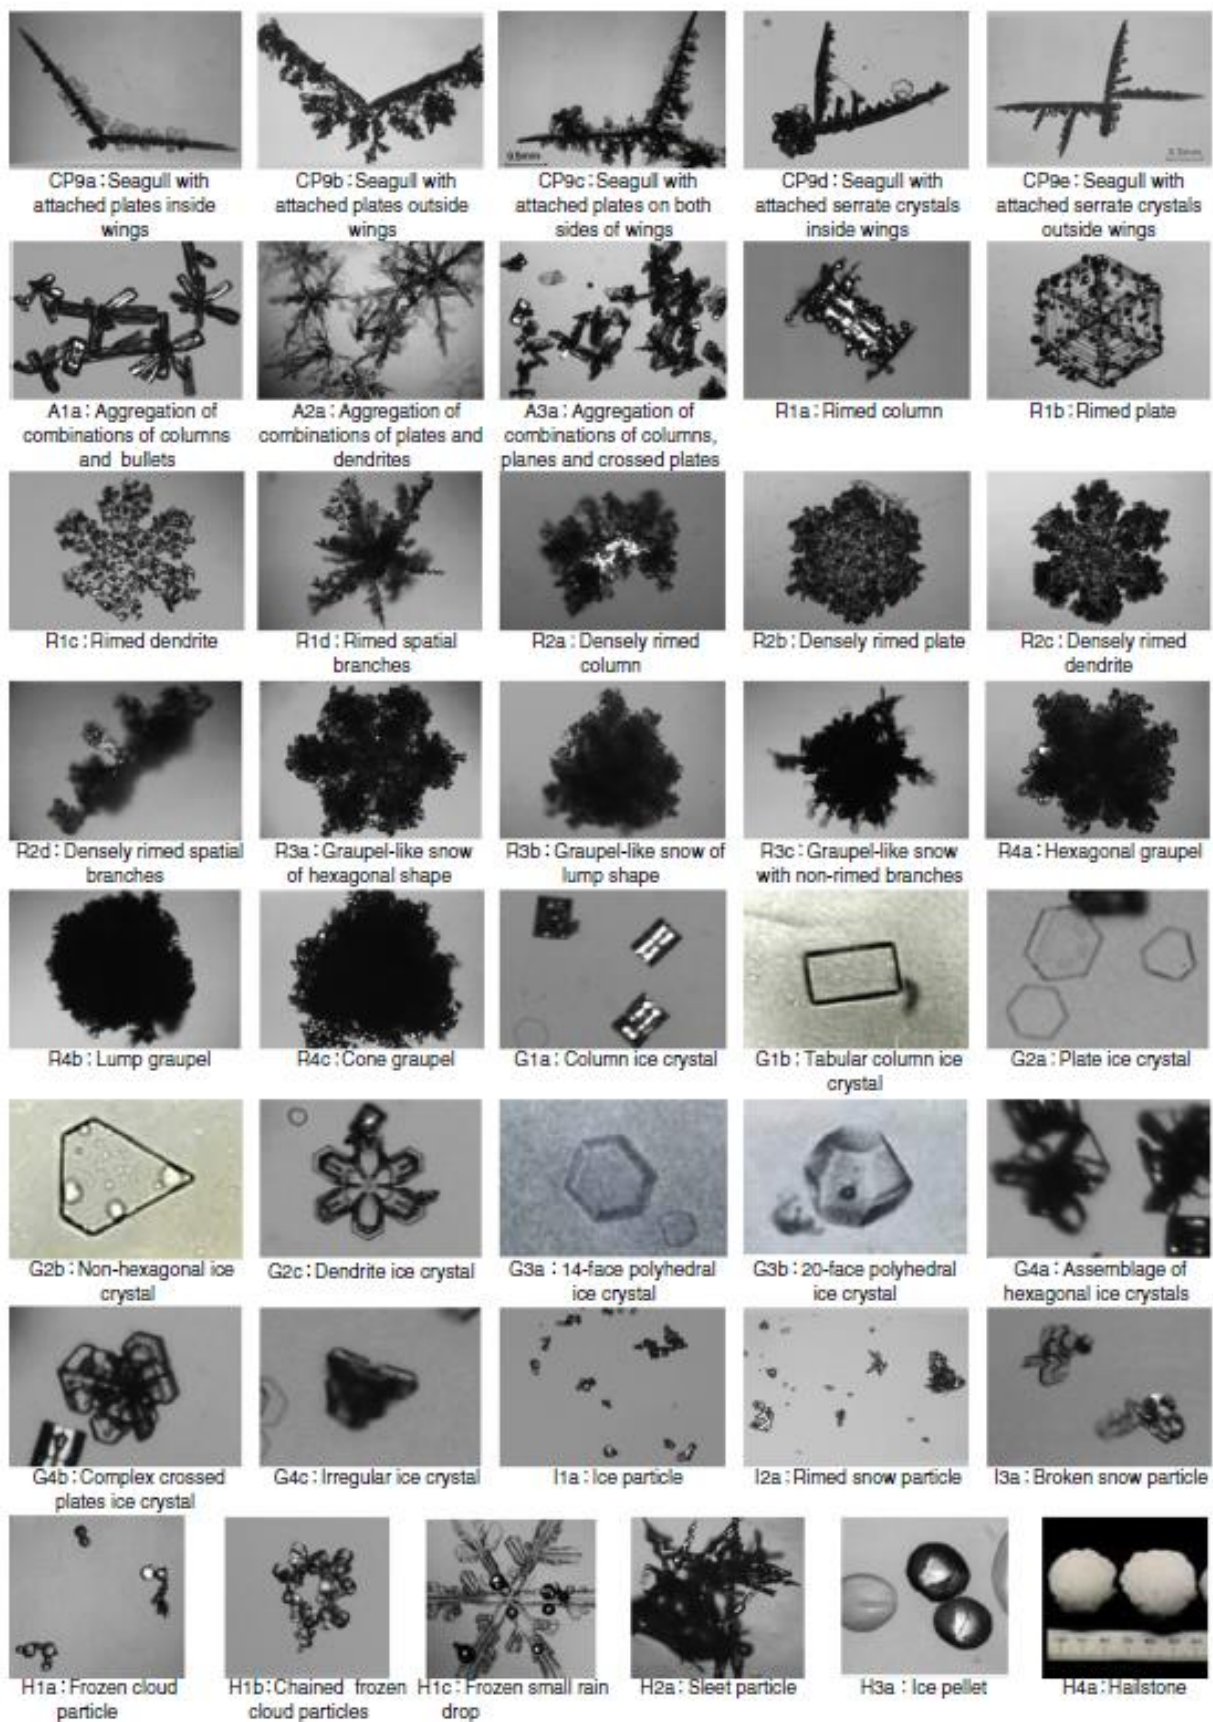 0.5mm
0.5mm
CP9a : Seagull with
attached plates inside
wings
CP9b : Seagull with
attached plates outside
wings
CP9c : Seagull with
attached plates on both
sides of wings
CP9d : Seagull with
attached serrate crystals
inside wings
CP9e : Seagull with
attached serrate crystals
outside wings
A1a : Aggregation of
combinations of columns
and bullets
A2a : Aggregation of
combinations of plates and
dendrites
A3a : Aggregation of
combinations of columns,
planes and crossed plates
R1a : Rimed column
R1b : Rimed plate
R1c : Rimed dendrite
R1d : Rimed spatial
branches
R2a : Densely rimed
column
R2b : Densely rimed plate
R2c : Densely rimed
dendrite
R2d : Densely rimed spatial
branches
R3a : Graupel-like snow
of hexagonal shape
R3b : Graupel-like snow of
lump shape
R3c : Graupel-like snow
with non-rimed branches
R4a : Hexagonal graupel
R4b : Lump graupel
R4c : Cone graupel
G1a : Column ice crystal
G1b : Tabular column ice
crystal
G2a : Plate ice crystal
G2b : Non-hexagonal ice
crystal
G2c : Dendrite ice crystal
G3a : 14-face polyhedral
ice crystal
G3b : 20-face polyhedral
ice crystal
G4a : Assemblage of
hexagonal ice crystals
G4b : Complex crossed
plates ice crystal
G4c : Irregular ice crystal
I1a : Ice particle
I2a : Rimed snow particle
I3a : Broken snow particle
H1a : Frozen cloud
particle
H1b : Chained frozen
cloud particles
H1c : Frozen small rain
drop
H2a : Sleet particle
H3a : Ice pellet
H4a : Hailstone